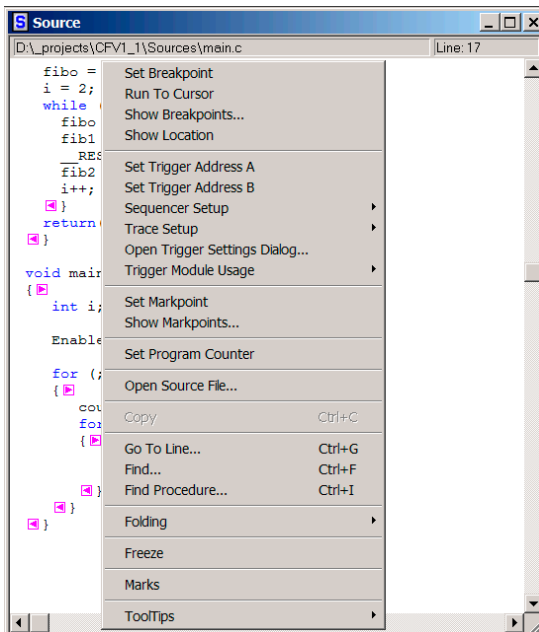 S Source
D:\_projects\CFV1_1\Sources\main.c Line: 17
fibo =
i = 2;
while (
fibo
fib1
__RES
fib2
i++;
}
return(
}
void main
{
int i;
Enable
for (;
{
cou
for
{
}
}
}
Set Breakpoint
Run To Cursor
Show Breakpoints...
Show Location
Set Trigger Address A
Set Trigger Address B
Sequencer Setup
Trace Setup
Open Trigger Settings Dialog...
Trigger Module Usage
Set Markpoint
Show Markpoints...
Set Program Counter
Open Source File...
Copy Ctrl+C
Go To Line... Ctrl+G
Find... Ctrl+F
Find Procedure... Ctrl+I
Folding
Freeze
Marks
ToolTips